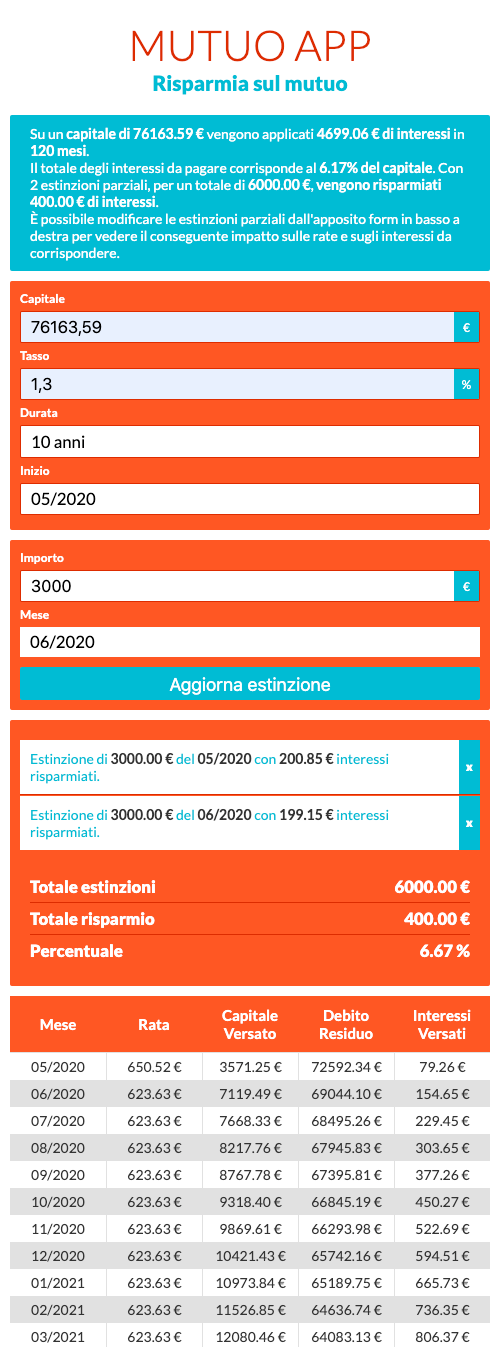 MUTUO APP
Risparmia sul mutuo
Su un capitale di 76163.59 € vengono applicati 4699.06 € di interessi in
120 mesi.
Il totale degli interessi da pagare corrisponde al 6.17% del capitale. Con
2 estinzioni parziali, per un totale di 6000.00 €, vengono risparmiati
400.00 € di interessi.
È possibile modificare le estinzioni parziali dall'apposito form in basso a
destra per vedere il conseguente impatto sulle rate e sugli interessi da
corrispondere.
Capitale
76163,59 €
Tasso
1,3 %
Durata
10 anni
Inizio
05/2020
Importo
3000 €
Mese
06/2020
Aggiorna estinzione
Estinzione di 3000.00 € del 05/2020 con 200.85 € interessi
risparmiati. x
Estinzione di 3000.00 € del 06/2020 con 199.15 € interessi
risparmiati. x
Totale estinzioni 6000.00 €
Totale risparmio 400.00 €
Percentuale 6.67 %
Mese Rata Capitale Versato Debito Residuo Interessi Versati
05/2020 650.52 € 3571.25 € 72592.34 € 79.26 €
06/2020 623.63 € 7119.49 € 69044.10 € 154.65 €
07/2020 623.63 € 7668.33 € 68495.26 € 229.45 €
08/2020 623.63 € 8217.76 € 67945.83 € 303.65 €
09/2020 623.63 € 8767.78 € 67395.81 € 377.26 €
10/2020 623.63 € 9318.40 € 66845.19 € 450.27 €
11/2020 623.63 € 9869.61 € 66293.98 € 522.69 €
12/2020 623.63 € 10421.43 € 65742.16 € 594.51 €
01/2021 623.63 € 10973.84 € 65189.75 € 665.73 €
02/2021 623.63 € 11526.85 € 64636.74 € 736.35 €
03/2021 623.63 € 12080.46 € 64083.13 € 806.37 €